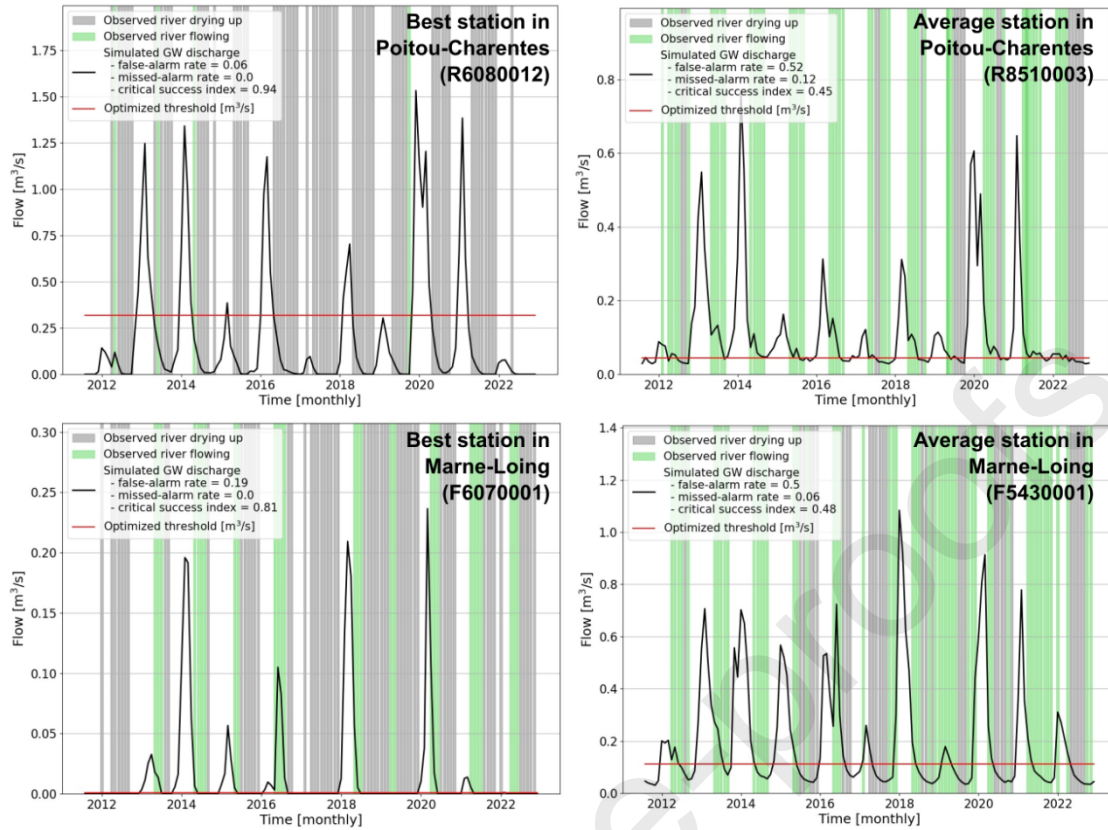 Best station in
Poitou-Charentes
(R6080012)
Observed river drying up
Observed river flowing
Simulated GW discharge
- false-alarm rate = 0.06
- missed-alarm rate = 0.0
- critical success index = 0.94
Optimized threshold [m³/s]
Flow [m³/s]
1.75
1.50
1.25
1.00
0.75
0.50
0.25
0.00
2012 2014 2016 2018 2020 2022
Time [monthly]
Average station in
Poitou-Charentes
(R8510003)
Observed river drying up
Observed river flowing
Simulated GW discharge
- false-alarm rate = 0.52
- missed-alarm rate = 0.12
- critical success index = 0.45
Optimized threshold [m³/s]
Flow [m³/s]
0.8
0.6
0.4
0.2
0.0
2012 2014 2016 2018 2020 2022
Time [monthly]
Best station in
Marne-Loing
(F6070001)
Observed river drying up
Observed river flowing
Simulated GW discharge
- false-alarm rate = 0.19
- missed-alarm rate = 0.0
- critical success index = 0.81
Optimized threshold [m³/s]
Flow [m³/s]
0.30
0.25
0.20
0.15
0.10
0.05
0.00
2012 2014 2016 2018 2020 2022
Time [monthly]
Average station in
Marne-Loing
(F5430001)
Observed river drying up
Observed river flowing
Simulated GW discharge
- false-alarm rate = 0.5
- missed-alarm rate = 0.06
- critical success index = 0.48
Optimized threshold [m³/s]
Flow [m³/s]
1.4
1.2
1.0
0.8
0.6
0.4
0.2
0.0
2012 2014 2016 2018 2020 2022
Time [monthly]
e-proofs